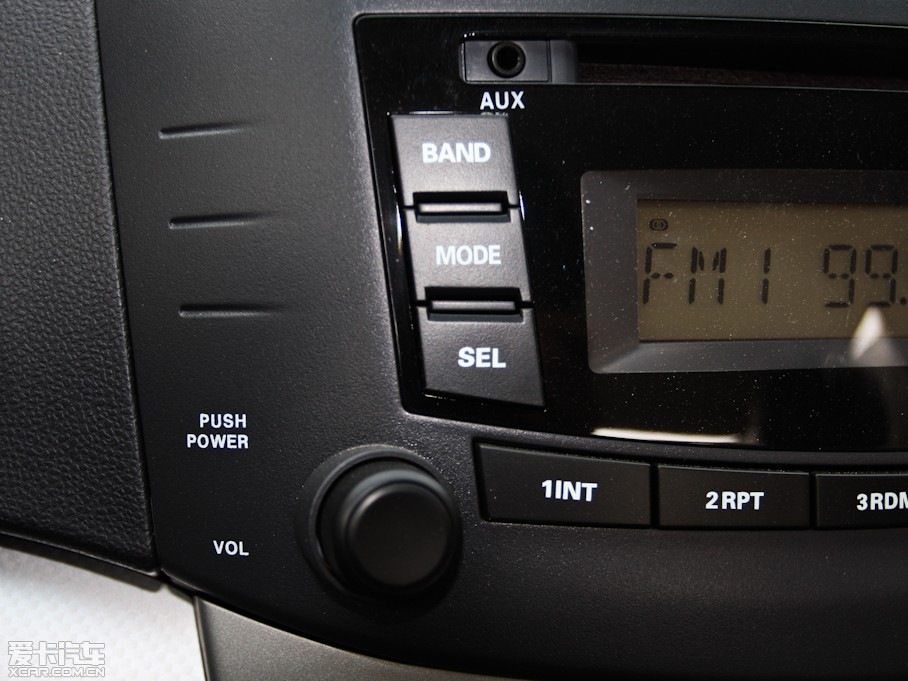 AUX
BAND
MODE
FM1 99.
SEL
PUSH
POWER
1INT
2RPT
3RDM
VOL
爱卡汽车
XCAR.COM.CN